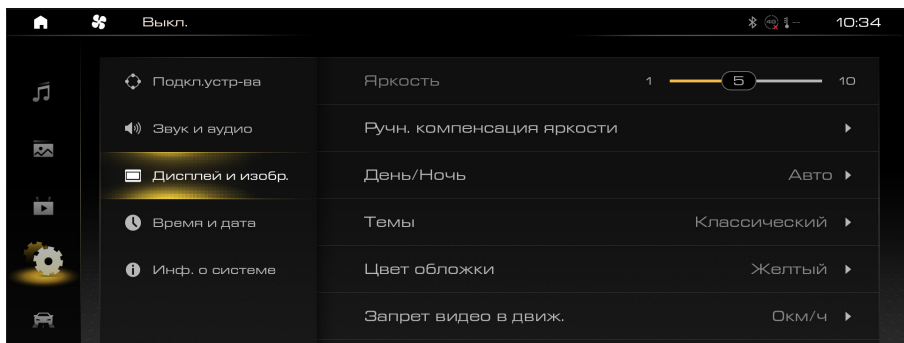 Выкл. 4G -- 10:34
Подкл.устр-ва
Звук и аудио
Дисплей и изобр.
Время и дата
Инф. о системе
Яркость 1 5 10
Ручн. компенсация яркости
День/Ночь Авто
Темы Классический
Цвет обложки Желтый
Запрет видео в движ. 0км/ч